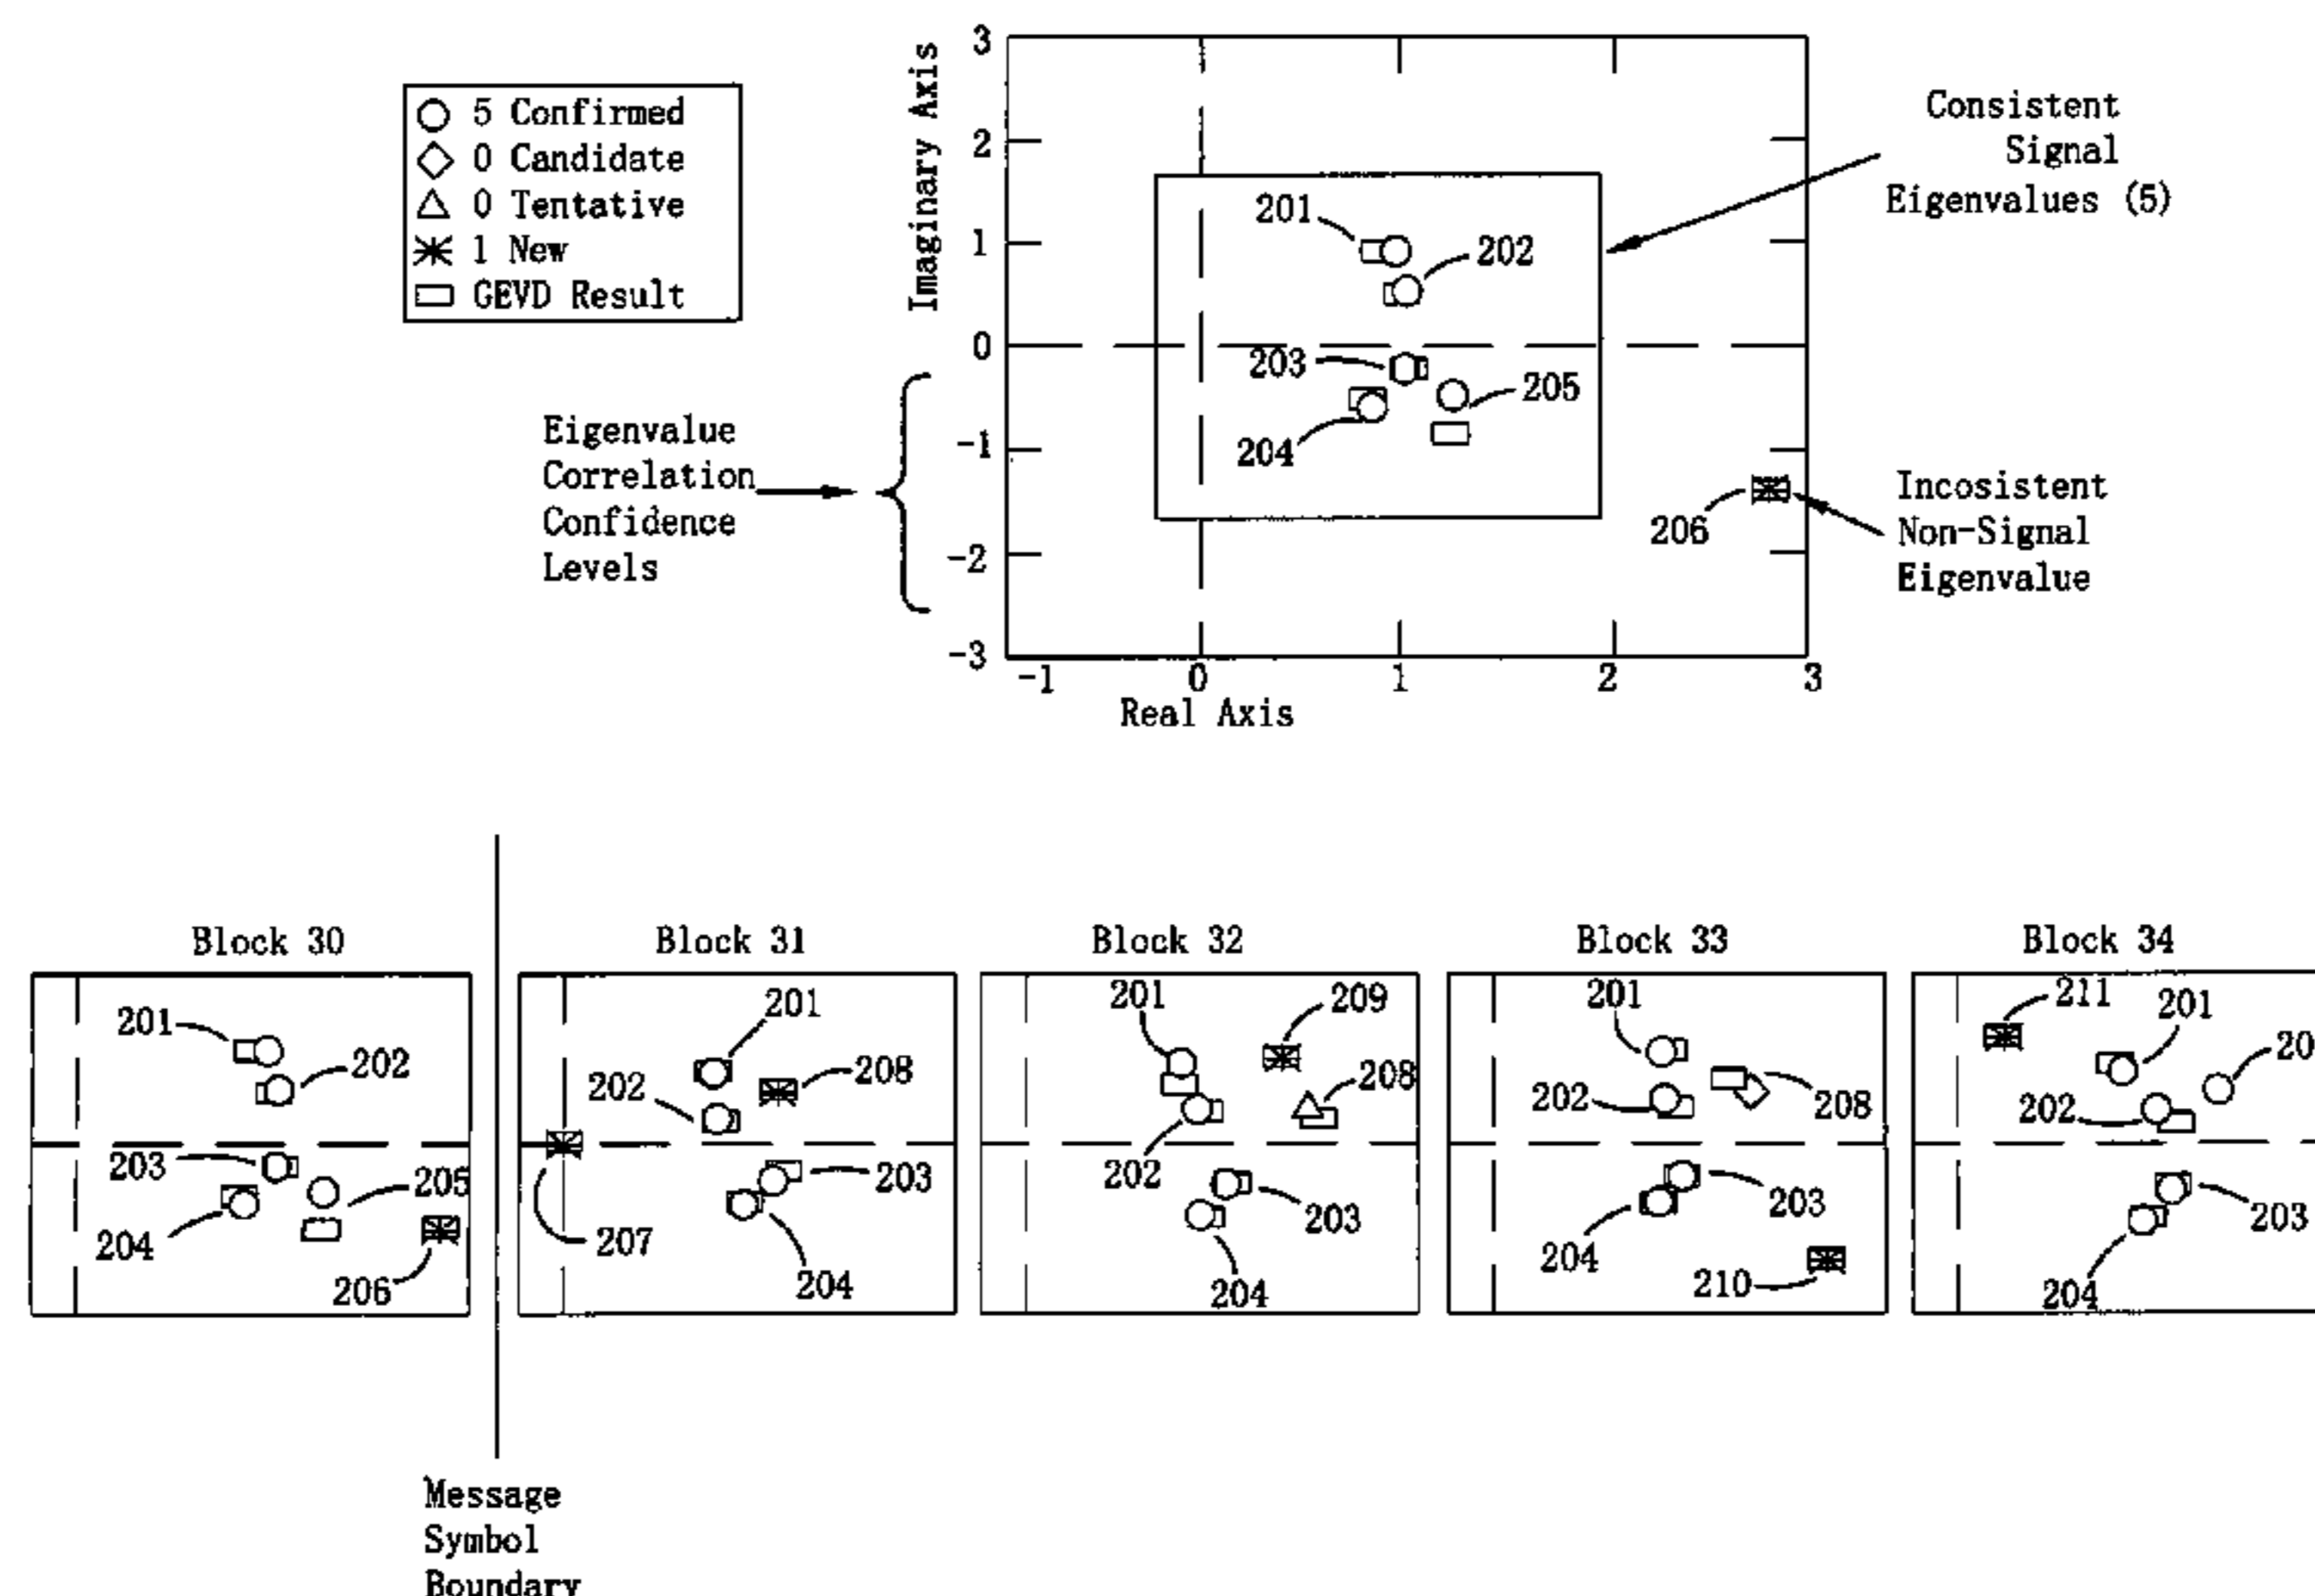 3
2
1
0
-1
-2
-3
Imaginary Axis
-1 0 1 2 3
Real Axis
5 Confirmed
0 Candidate
0 Tentative
1 New
GEVD Result
Consistent
Signal
Eigenvalues (5)
201
202
203
205
204
206
Eigenvalue
Correlation
Confidence
Levels
Incosistent
Non-Signal
Eigenvalue
Block 30
201
202
203
205
204
206
Block 31
201
202
208
203
207
204
Block 32
201
209
208
202
203
204
Block 33
201
202
208
203
204
210
Block 34
211
201
202
203
204
Message
Symbol
Boundary